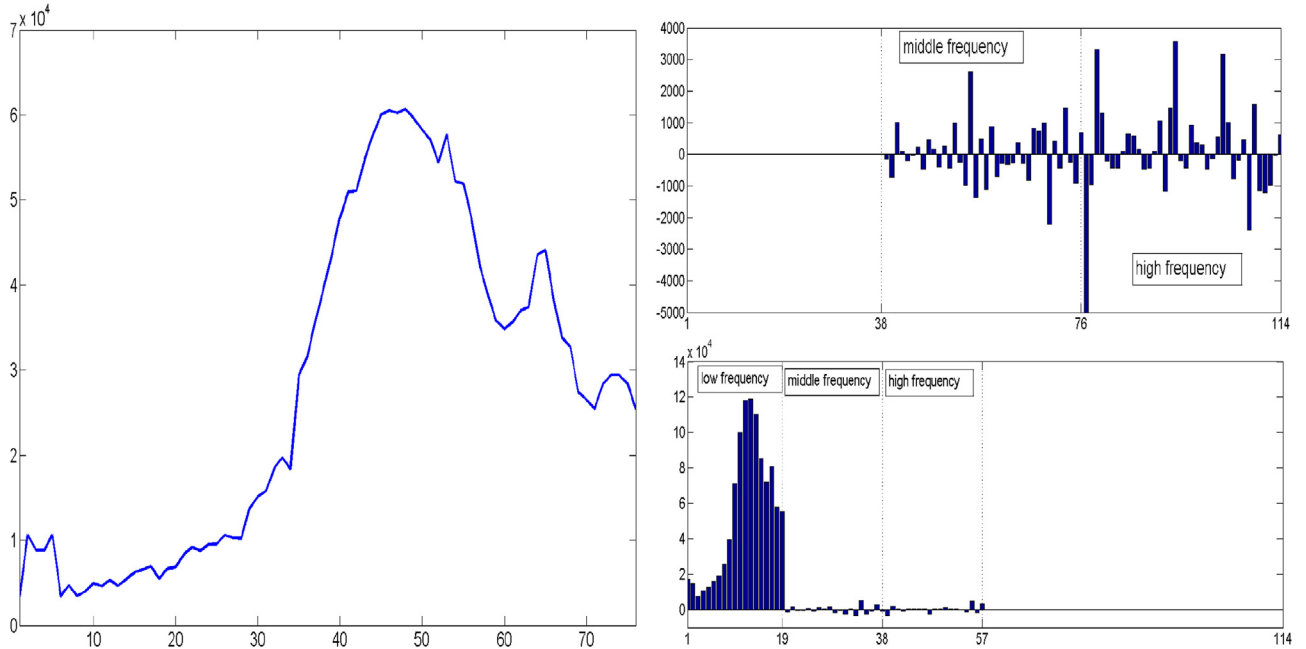 7 x 10^4
6
5
4
3
2
1
0
10 20 30 40 50 60 70
4000
3000
2000
1000
0
-1000
-2000
-3000
-4000
-5000
middle frequency
high frequency
1 38 76 114
x 10^4
14
12
10
8
6
4
2
0
low frequency
middle frequency
high frequency
1 19 38 57 114